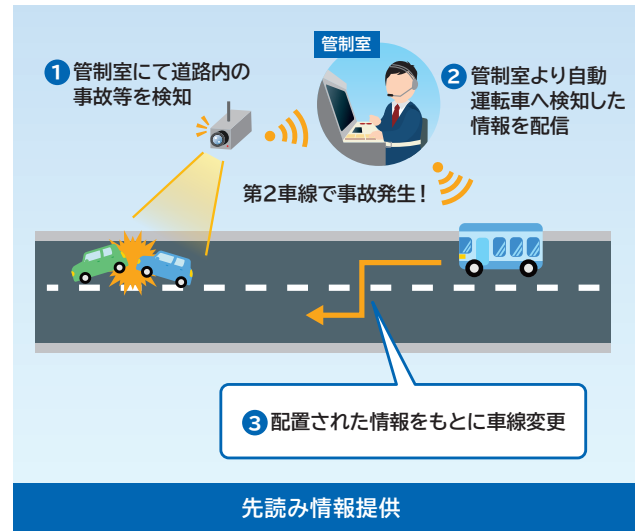 管制室
1 管制室にて道路内の
事故等を検知
2 管制室より自動
運転車へ検知した
情報を配信
第2車線で事故発生!
3 配置された情報をもとに車線変更
先読み情報提供